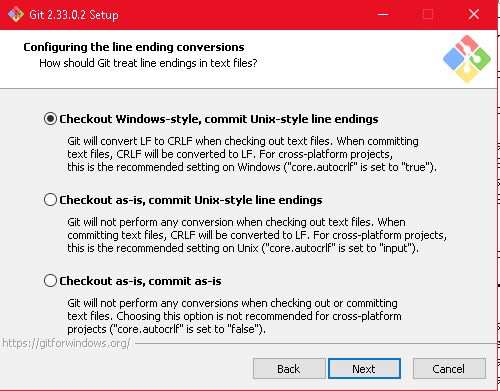 Git 2.33.0.2 Setup
Configuring the line ending conversions
How should Git treat line endings in text files?
Checkout Windows-style, commit Unix-style line endings
Git will convert LF to CRLF when checking out text files. When committing
text files, CRLF will be converted to LF. For cross-platform projects,
this is the recommended setting on Windows ("core.autocrlf" is set to "true").
Checkout as-is, commit Unix-style line endings
Git will not perform any conversion when checking out text files. When
committing text files, CRLF will be converted to LF. For cross-platform projects,
this is the recommended setting on Unix ("core.autocrlf" is set to "input").
Checkout as-is, commit as-is
Git will not perform any conversions when checking out or committing
text files. Choosing this option is not recommended for cross-platform
projects ("core.autocrlf" is set to "false").
https://gitforwindows.org/
Back Next Cancel